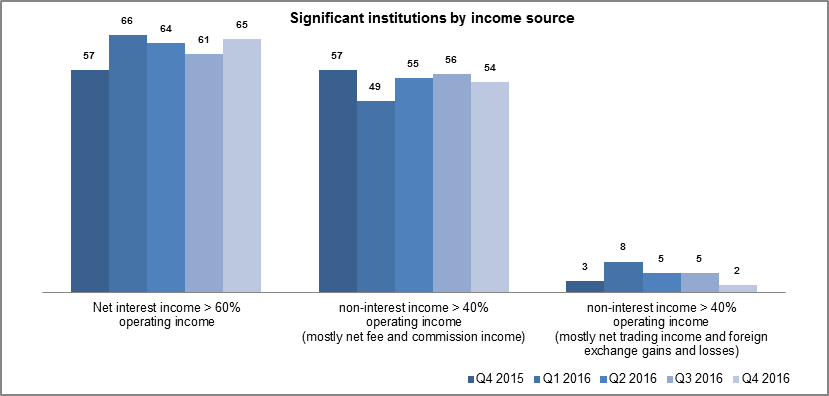 Significant institutions by income source
57
66
64
61
65
57
49
55
56
54
3
8
5
5
2
Net interest income > 60%
operating income
non-interest income > 40%
operating income
(mostly net fee and commission income)
non-interest income > 40%
operating income
(mostly net trading income and foreign
exchange gains and losses)
Q4 2015 Q1 2016 Q2 2016 Q3 2016 Q4 2016